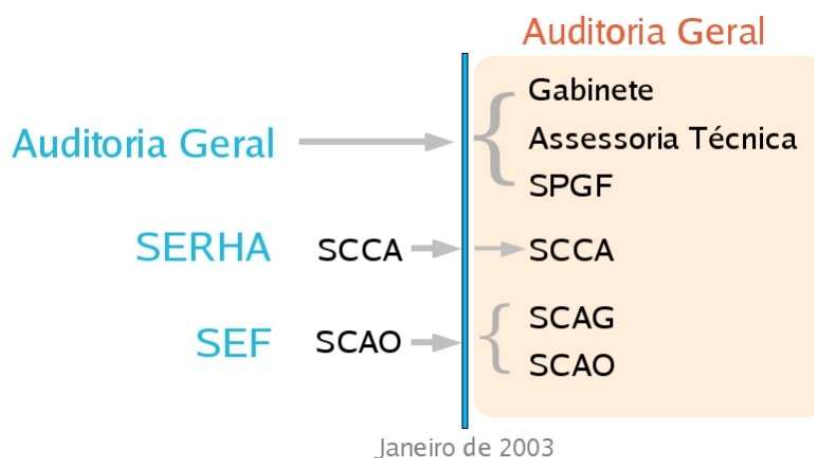 Auditoria Geral
Gabinete
Auditoria Geral
Assessoria Técnica
SPGF
SERHA SCCA SCCA
SCAG
SEF SCAO
SCAO
Janeiro de 2003